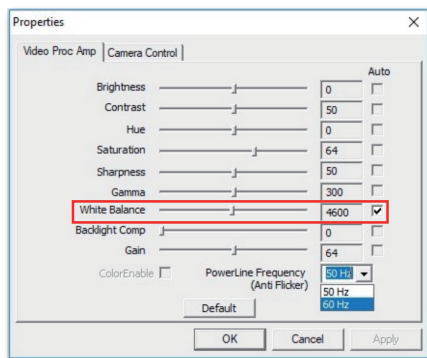 Properties
Video Proc Amp Camera Control
Auto
Brightness 0
Contrast 50
Hue 0
Saturation 64
Sharpness 50
Gamma 300
White Balance 4600
Backlight Comp 0
Gain 64
ColorEnable PowerLine Frequency 50 Hz
(Anti Flicker)
50 Hz
60 Hz
Default
OK Cancel Apply